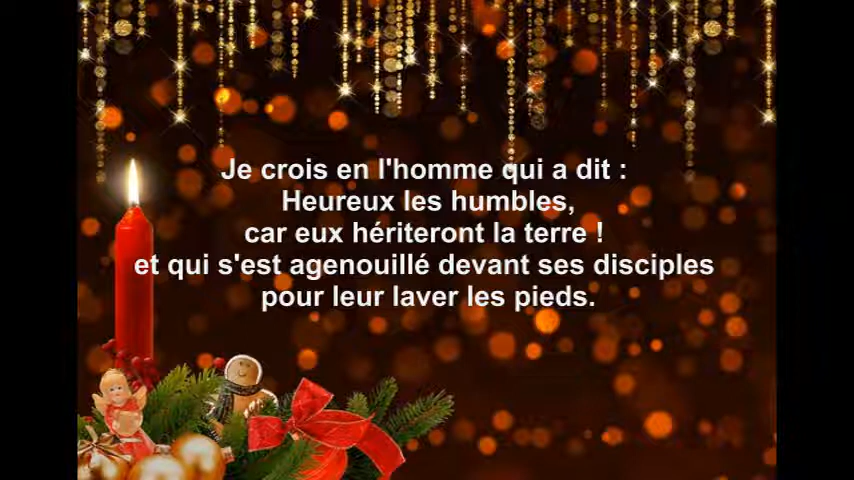 Je crois en l'homme qui a dit :
Heureux les humbles,
car eux hériteront la terre !
et qui s'est agenouillé devant ses disciples
pour leur laver les pieds.